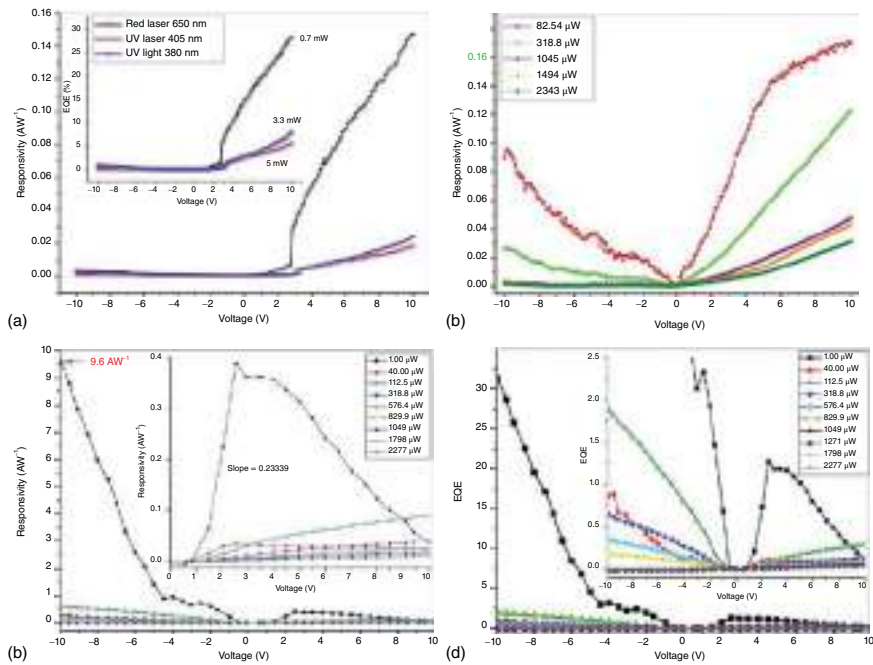 0.16
0.14
0.12
0.10
0.08
0.06
0.04
0.02
0.00
Responsivity (AW⁻¹)
Red laser 650 nm
UV laser 405 nm
UV light 380 nm
30
25
20
15
10
5
0
EQE (%)
0.7 mW
3.3 mW
5 mW
−10 −8 −6 −4 −2 0 2 4 6 8 10
Voltage (V)
−10 −8 −6 −4 −2 0 2 4 6 8 10
Voltage (V)
(a)
0.16
0.14
0.12
0.10
0.08
0.06
0.04
0.02
0.00
Responsivity (AW⁻¹)
82.54 μW
318.8 μW
1045 μW
1494 μW
2343 μW
−10 −8 −6 −4 −2 0 2 4 6 8 10
Voltage (V)
(b)
10
9
8
7
6
5
4
3
2
1
0
Responsivity (AW⁻¹)
9.6 AW⁻¹
0.4
0.3
0.2
0.1
0.0
Responsivity (AW⁻¹)
Slope = 0.23339
1.00 μW
40.00 μW
112.5 μW
318.8 μW
576.4 μW
829.9 μW
1049 μW
1798 μW
2277 μW
0 1 2 3 4 5 6 7 8 9 10
Voltage (V)
−10 −8 −6 −4 −2 0 2 4 6 8 10
Voltage (V)
(b)
30
25
20
15
10
5
0
EQE
2.5
2.0
1.5
1.0
0.5
0.0
EQE
1.00 μW
40.00 μW
112.5 μW
318.8 μW
576.4 μW
829.9 μW
1049 μW
1271 μW
1798 μW
2277 μW
−10 −8 −6 −4 −2 0 2 4 6 8 10
Voltage (V)
−10 −8 −6 −4 −2 0 2 4 6 8 10
Voltage (V)
(d)